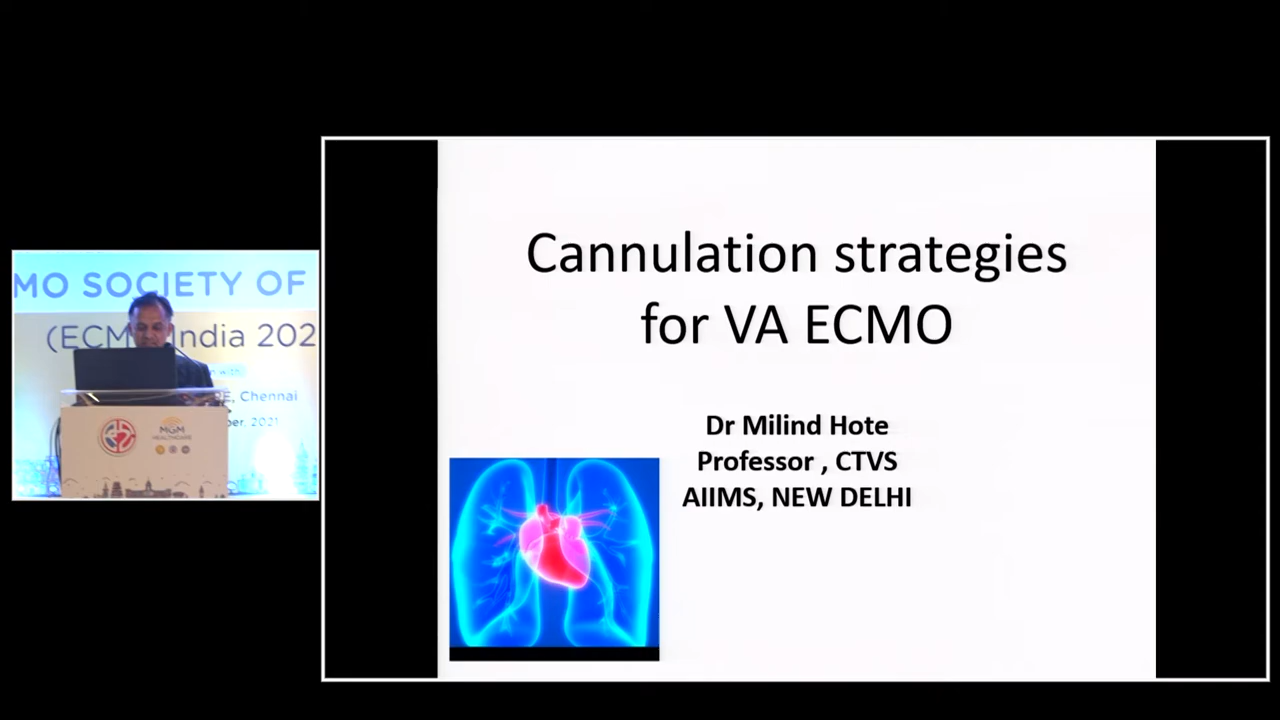 MO SOCIETY OF
(ECM India 202
E, Chennai
ber, 2021
MGM
HEALTHCARE
Cannulation strategies
for VA ECMO
Dr Milind Hote
Professor , CTVS
AIIMS, NEW DELHI